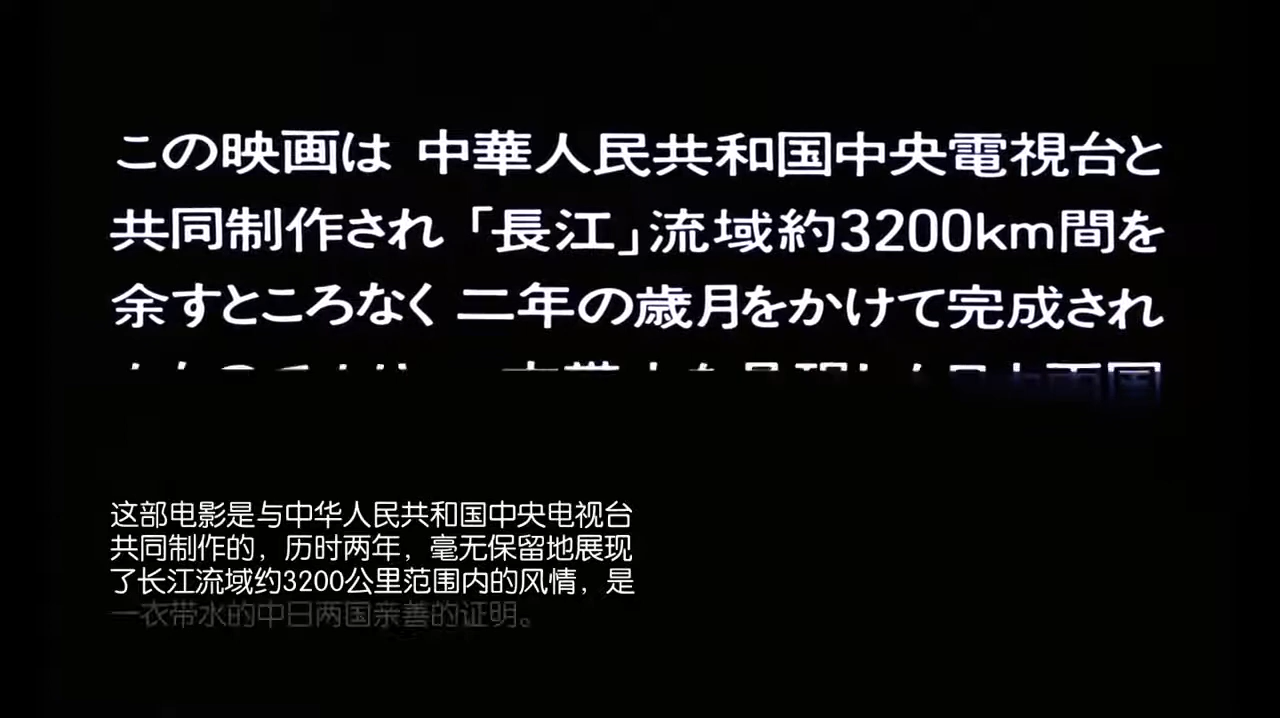 この映画は 中華人民共和国中央電視台と
共同制作され「長江」流域約3200km間を
余すところなく 二年の歳月をかけて完成され
这部电影是与中华人民共和国中央电视台
共同制作的，历时两年，毫无保留地展现
了长江流域约3200公里范围内的风情，是
一衣带水的中日两国亲善的证明。